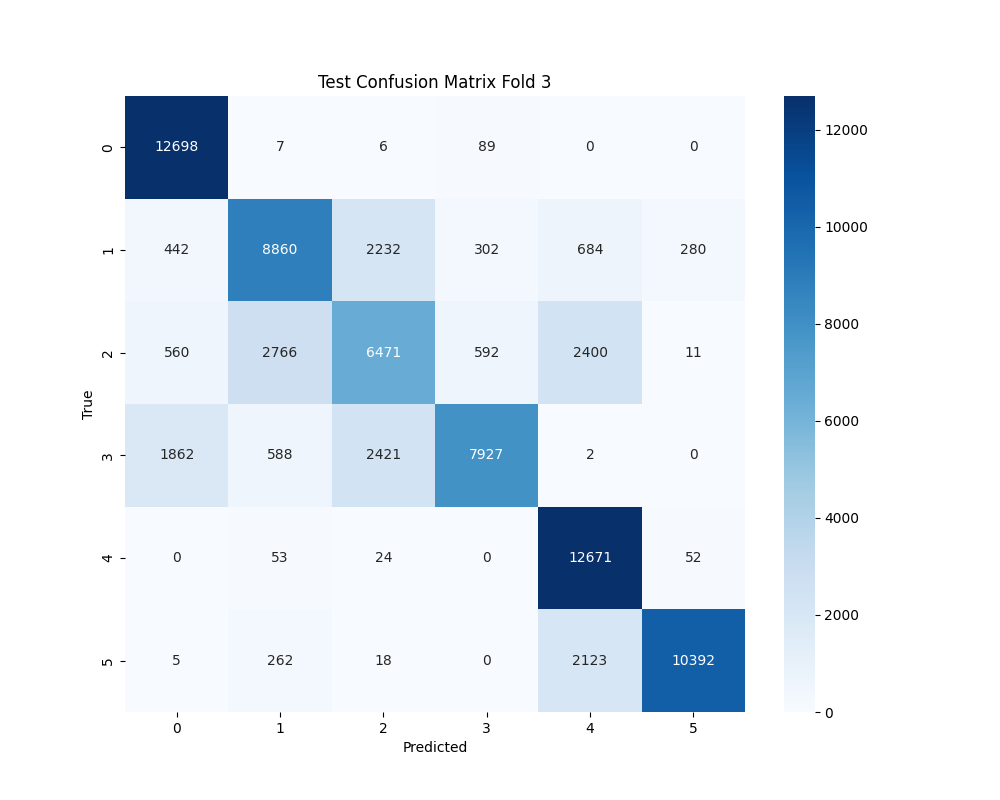 Test Confusion Matrix Fold 3
0 12698 7 6 89 0 0
1 442 8860 2232 302 684 280
2 560 2766 6471 592 2400 11
3 1862 588 2421 7927 2 0
4 0 53 24 0 12671 52
5 5 262 18 0 2123 10392
0 1 2 3 4 5
Predicted
True
12000
10000
8000
6000
4000
2000
0